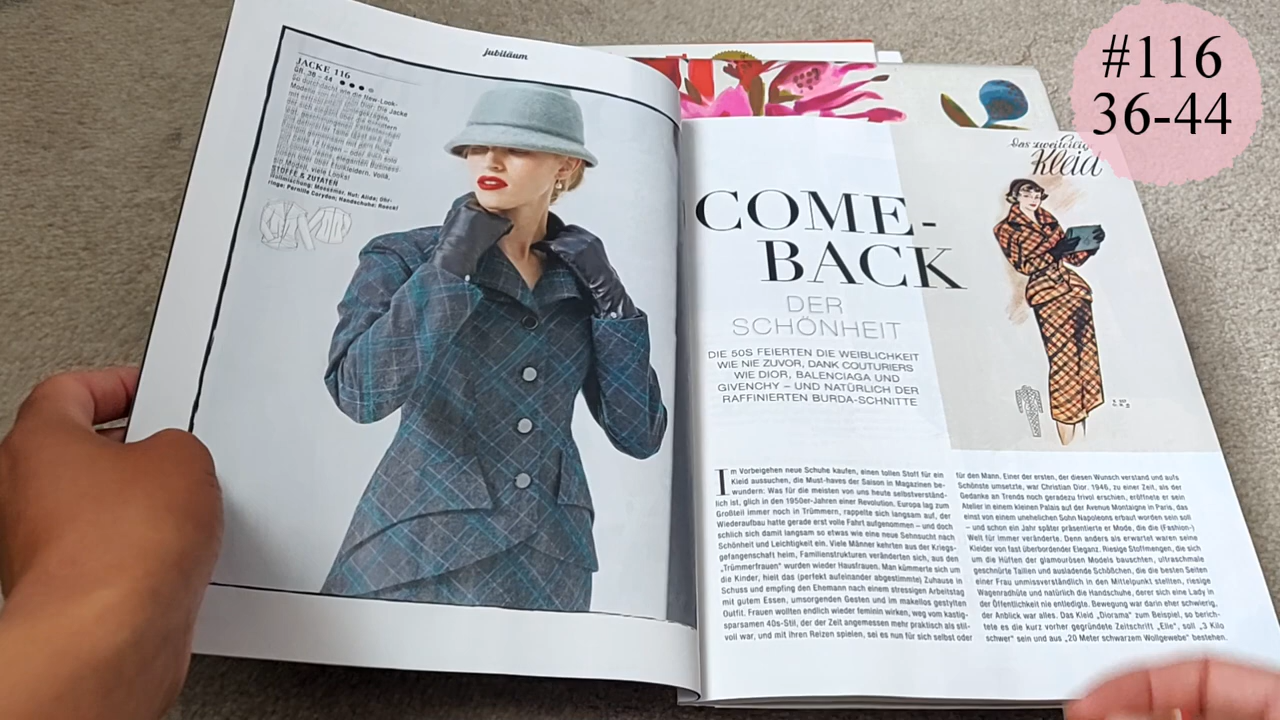 #116
36-44
jubiläum
JACKE 116
GR. 36 – 44
STOFFE & ZUTATEN
Das zweiteilige
Kleid
COME-
BACK
DER
SCHÖNHEIT
DIE 50S FEIERTEN DIE WEIBLICHKEIT
WIE NIE ZUVOR, DANK COUTURIERS
WIE DIOR, BALENCIAGA UND
GIVENCHY – UND NATÜRLICH DER
RAFFINIERTEN BURDA-SCHNITTE
Im Vorbeigehen neue Schuhe kaufen, einen tollen Stoff für ein
Kleid aussuchen, die Must-haves der Saison in Magazinen be-
wundern: Was für die meisten von uns heute selbstverständ-
lich ist, glich in den 1950er-Jahren einer Revolution. Europa lag zum
Großteil immer noch in Trümmern, rappelte sich langsam auf, der
Wiederaufbau hatte gerade erst volle Fahrt aufgenommen – und doch
schlich sich damit langsam so etwas wie eine neue Sehnsucht nach
Schönheit und Leichtigkeit ein. Viele Männer kehrten aus der Kriegs-
gefangenschaft heim, Familienstrukturen veränderten sich, aus den
„Trümmerfrauen" wurden wieder Hausfrauen. Man kümmerte sich um
die Kinder, hielt das (perfekt aufeinander abgestimmte) Zuhause in
Schuss und empfing den Ehemann nach einem stressigen Arbeitstag
mit gutem Essen, umsorgenden Gesten und im makellos gestylten
Outfit. Frauen wollten endlich wieder feminin wirken, weg vom kastig-
sparsamen 40s-Stil, der der Zeit angemessen mehr praktisch als stil-
voll war, und mit ihren Reizen spielen, sei es nun für sich selbst oder
für den Mann. Einer der ersten, der diesen Wunsch verstand und aufs
Schönste umsetzte, war Christian Dior. 1946, zu einer Zeit, als der
Gedanke an Trends noch geradezu frivol erschien, eröffnete er sein
Atelier in einem kleinen Palais auf der Avenue Montaigne in Paris, das
einst von einem unehelichen Sohn Napoleons erbaut worden sein soll
– und schon ein Jahr später präsentierte er Mode, die die (Fashion-)
Welt für immer veränderte. Denn anders als erwartet waren seine
Kleider von fast überbordender Eleganz. Riesige Stoffmengen, die sich
um die Hüften der glamourösen Models bauschten, ultraschmale
geschnürte Taillen und ausladende Schößchen, die die besten Seiten
einer Frau unmissverständlich in den Mittelpunkt stellten, riesige
Wagenradhüte und natürlich die Handschuhe, derer sich eine Lady in
der Öffentlichkeit nie entledigte. Bewegung war darin eher schwierig,
der Anblick war alles. Das Kleid „Diorama" zum Beispiel, so berich-
tete es die kurz vorher gegründete Zeitschrift „Elle", soll „3 Kilo
schwer" sein und aus „20 Meter schwarzem Wollgewebe" bestehen.